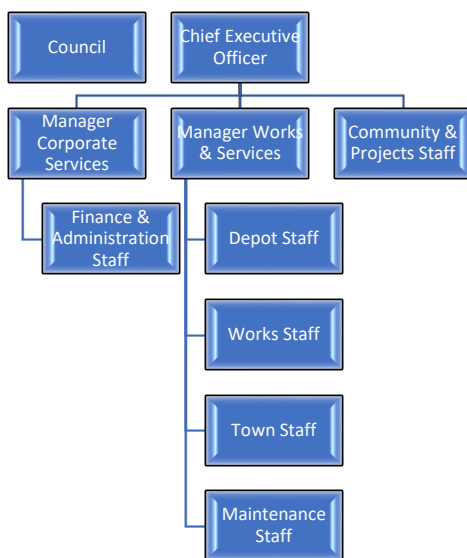 Council
Chief Executive
Officer
Manager
Corporate
Services
Manager Works
& Services
Community &
Projects Staff
Finance &
Administration
Staff
Depot Staff
Works Staff
Town Staff
Maintenance
Staff